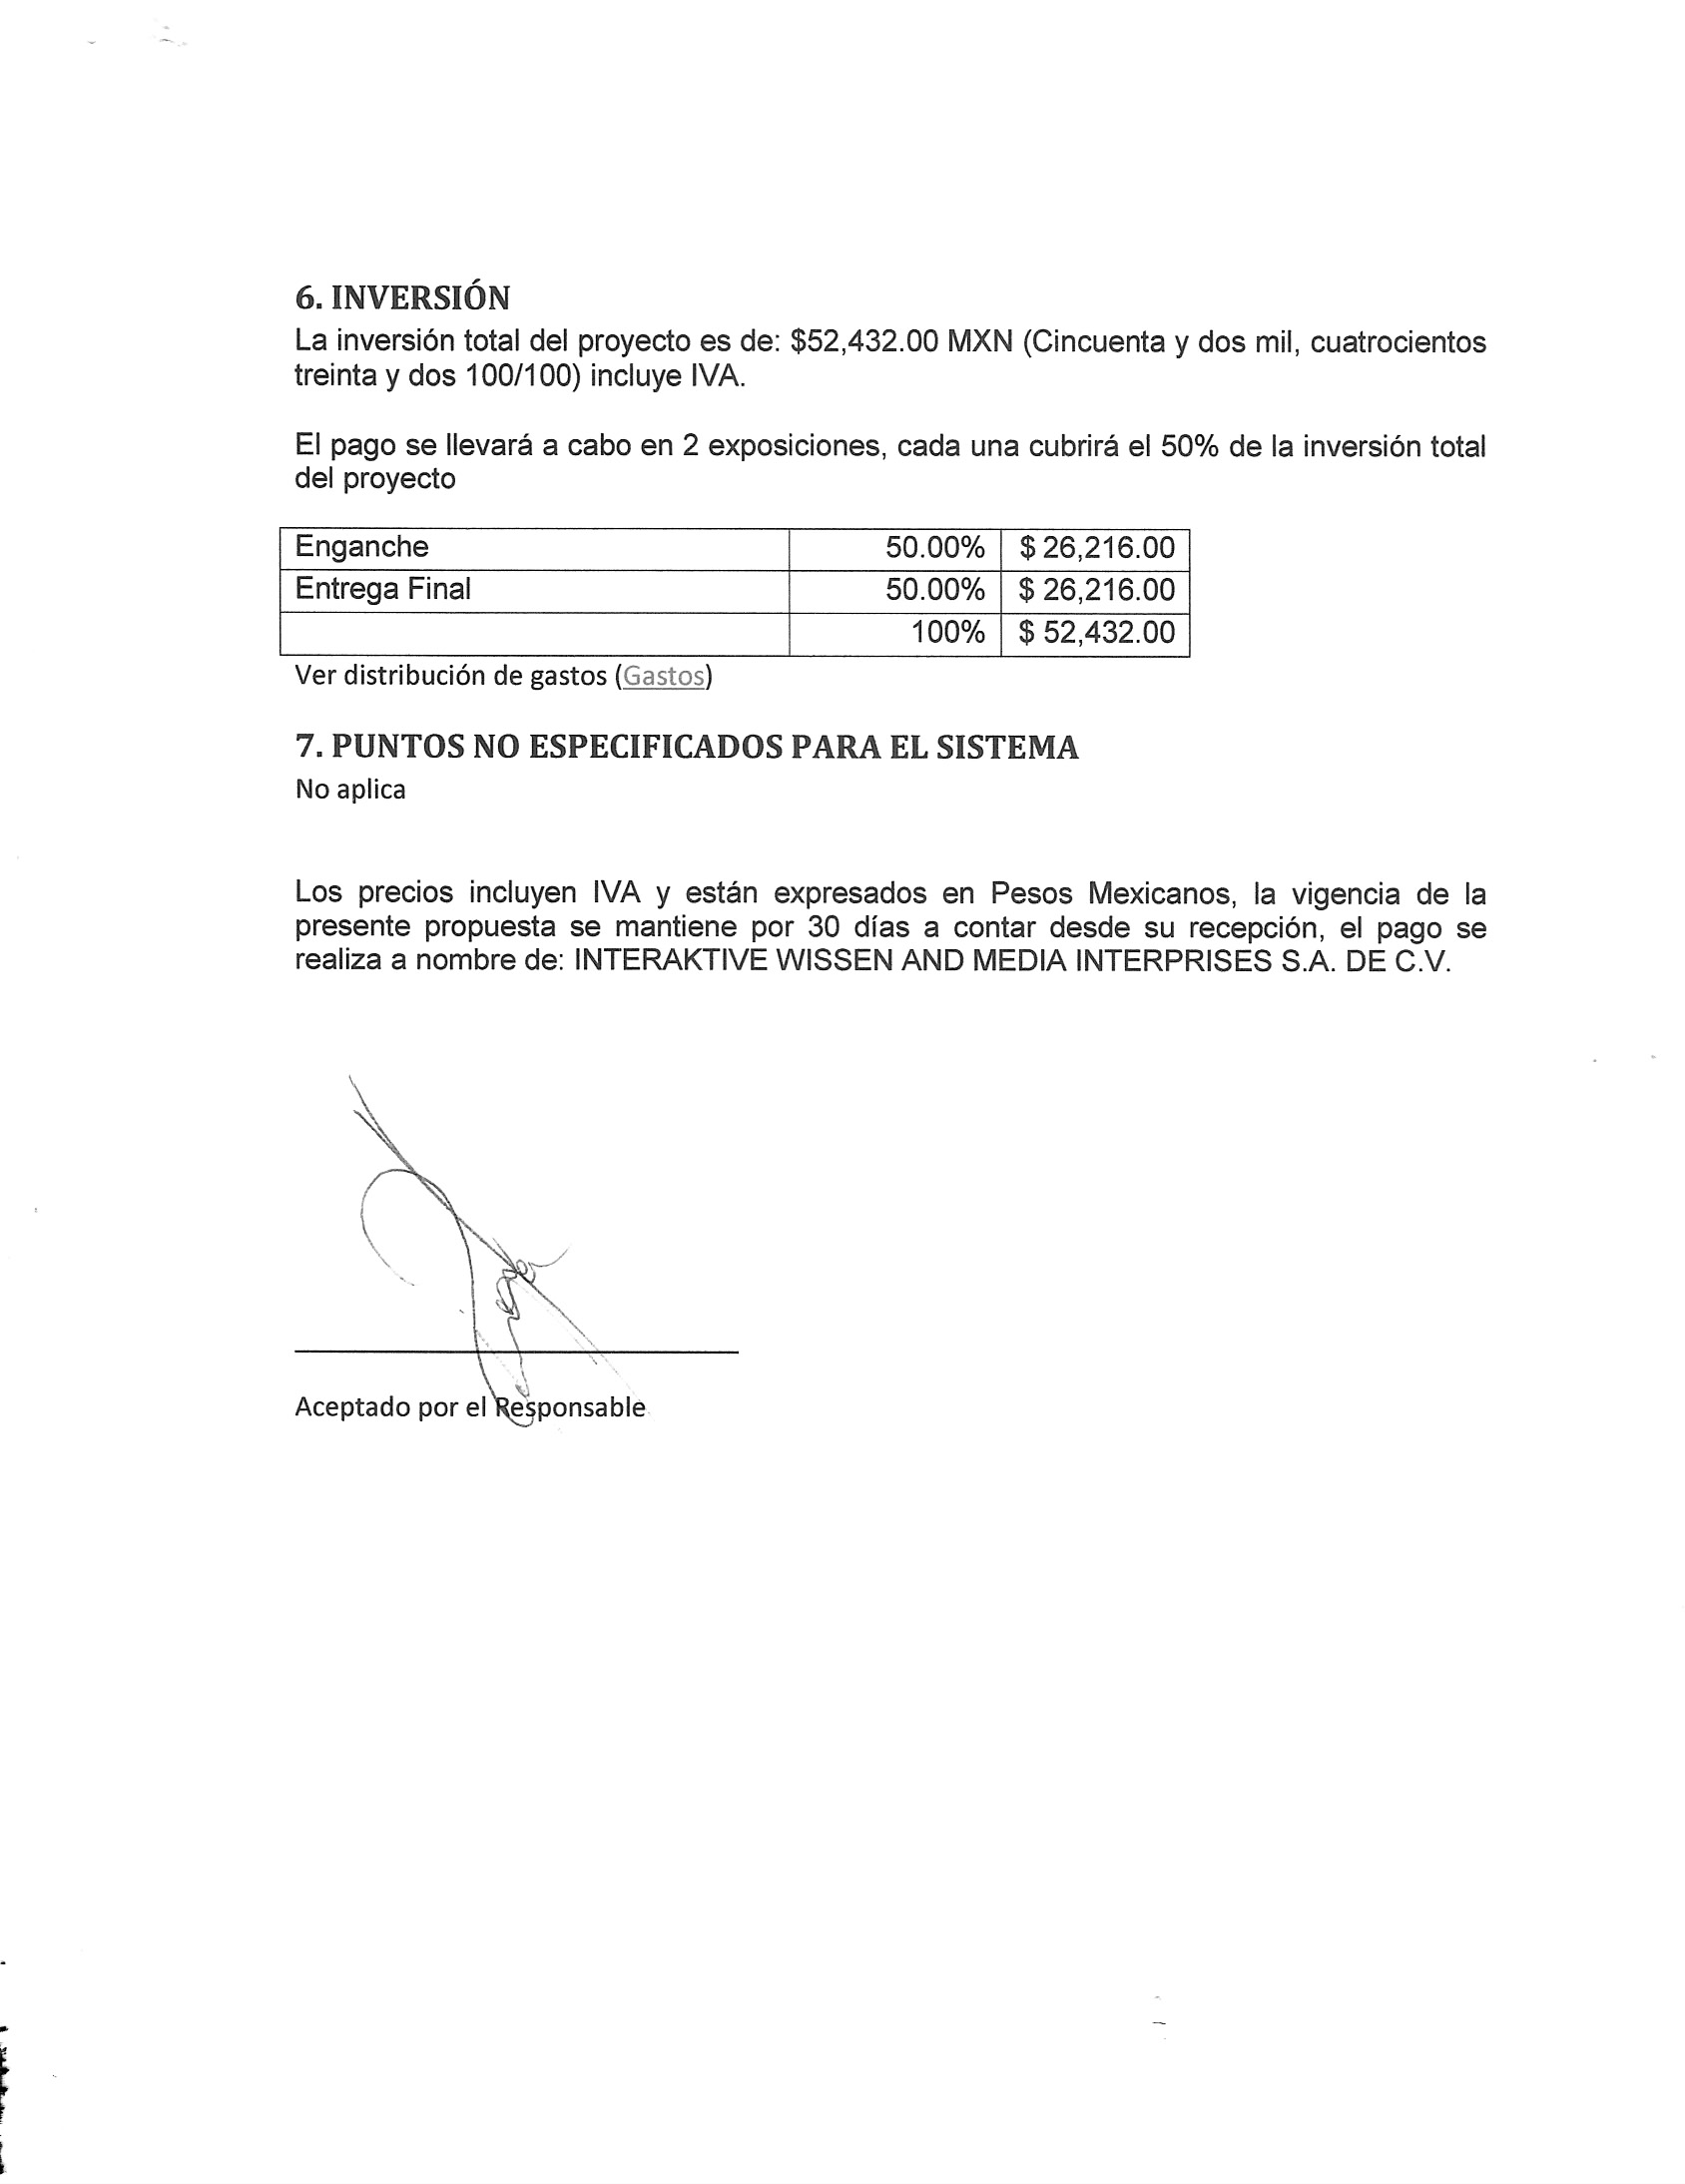 6. INVERSIÓN
La inversión total del proyecto es de: $52,432.00 MXN (Cincuenta y dos mil, cuatrocientos
treinta y dos 100/100) incluye IVA.
El pago se llevará a cabo en 2 exposiciones, cada una cubrirá el 50% de la inversión total
del proyecto
Enganche 50.00% $ 26,216.00
Entrega Final 50.00% $ 26,216.00
100% $ 52,432.00
Ver distribución de gastos (Gastos)
7. PUNTOS NO ESPECIFICADOS PARA EL SISTEMA
No aplica
Los precios incluyen IVA y están expresados en Pesos Mexicanos, la vigencia de la
presente propuesta se mantiene por 30 días a contar desde su recepción, el pago se
realiza a nombre de: INTERAKTIVE WISSEN AND MEDIA INTERPRISES S.A. DE C.V.
Aceptado por el Responsable